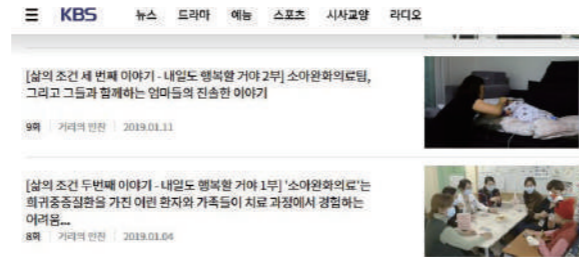 KBS 뉴스 드라마 예능 스포츠 시사교양 라디오
[삶의 조건 세 번째 이야기 - 내일도 행복할 거야 2부] 소아완화의료팀,
그리고 그들과 함께하는 엄마들의 진솔한 이야기
9회 거리의 만찬 2019.01.11
[삶의 조건 두번째 이야기 - 내일도 행복할 거야 1부] '소아완화의료'는
희귀중증질환을 가진 어린 환자와 가족들이 치료 과정에서 경험하는
어려움...
8회 거리의 만찬 2019.01.04